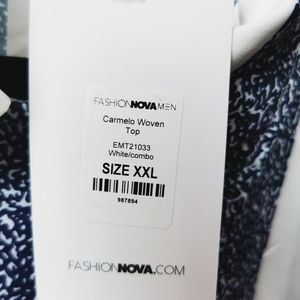 FASHIONNOVAMEN
Carmelo Woven
Top
EMT21033
White/combo
SIZE XXL
987894
FASHIONNOVA.COM